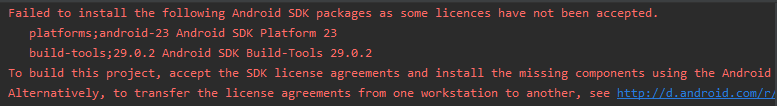 Failed to install the following Android SDK packages as some licences have not been accepted.
platforms;android-23 Android SDK Platform 23
build-tools;29.0.2 Android SDK Build-Tools 29.0.2
To build this project, accept the SDK license agreements and install the missing components using the Android
Alternatively, to transfer the license agreements from one workstation to another, see http://d.android.com/r/